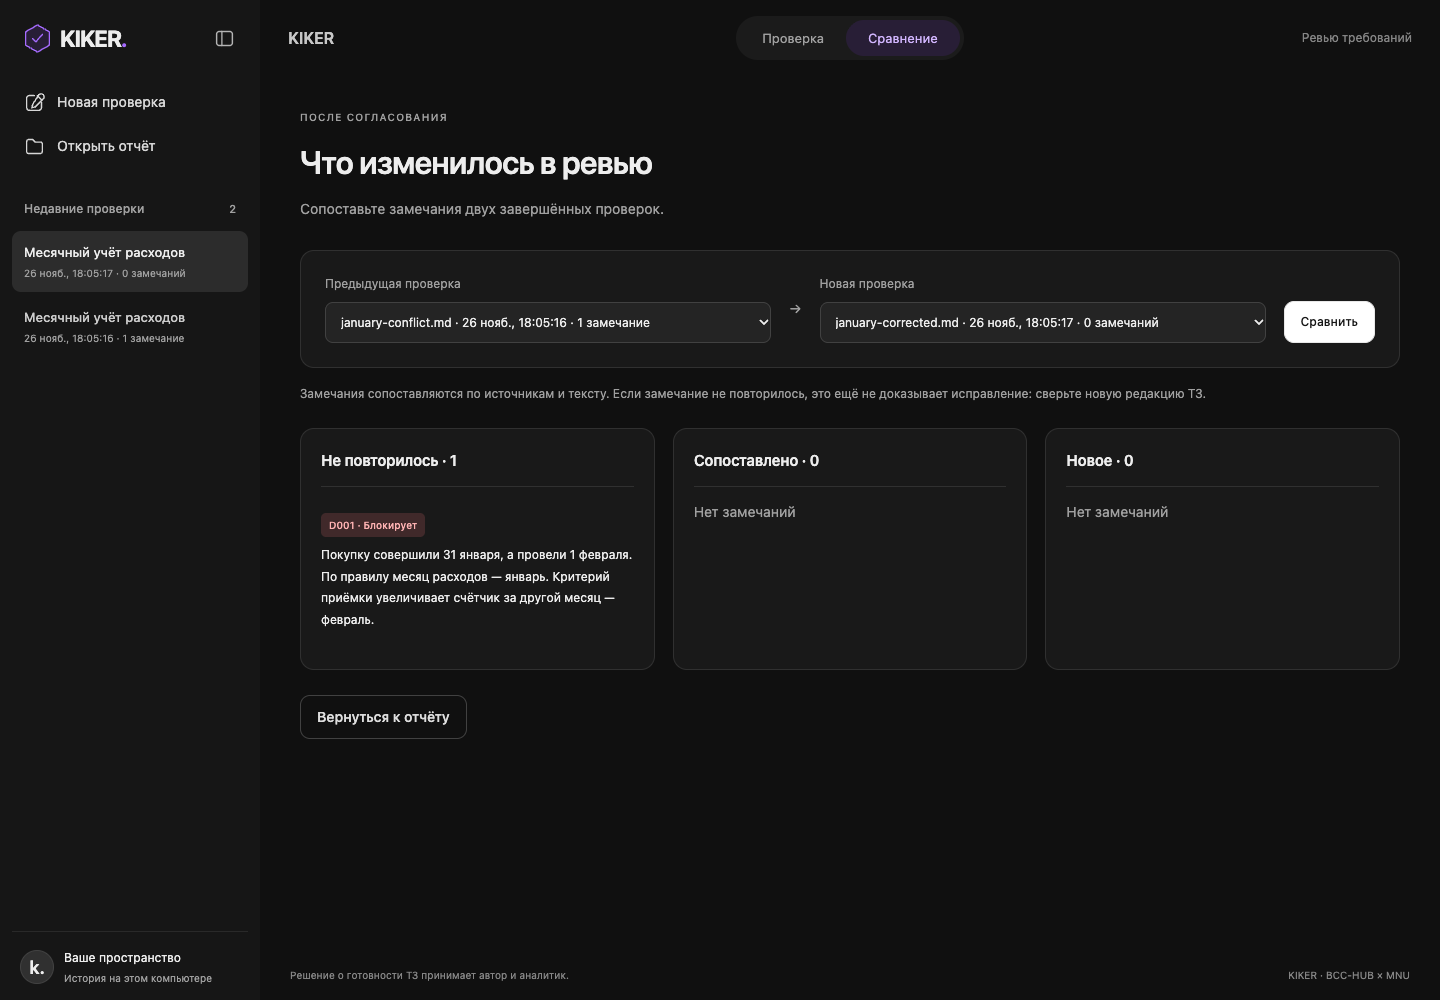 KIKER.
Новая проверка
Открыть отчёт
Недавние проверки 2
Месячный учёт расходов
26 нояб., 18:05:17 · 0 замечаний
Месячный учёт расходов
26 нояб., 18:05:16 · 1 замечание
k.
Ваше пространство
История на этом компьютере
KIKER
Проверка
Сравнение
Ревью требований
ПОСЛЕ СОГЛАСОВАНИЯ
Что изменилось в ревью
Сопоставьте замечания двух завершённых проверок.
Предыдущая проверка
january-conflict.md · 26 нояб., 18:05:16 · 1 замечание
→
Новая проверка
january-corrected.md · 26 нояб., 18:05:17 · 0 замечаний
Сравнить
Замечания сопоставляются по источникам и тексту. Если замечание не повторилось, это ещё не доказывает исправление: сверьте новую редакцию ТЗ.
Не повторилось · 1
D001 · Блокирует
Покупку совершили 31 января, а провели 1 февраля.
По правилу месяц расходов — январь. Критерий
приёмки увеличивает счётчик за другой месяц —
февраль.
Сопоставлено · 0
Нет замечаний
Новое · 0
Нет замечаний
Вернуться к отчёту
Решение о готовности ТЗ принимает автор и аналитик.
KIKER · BCC-HUB × MNU